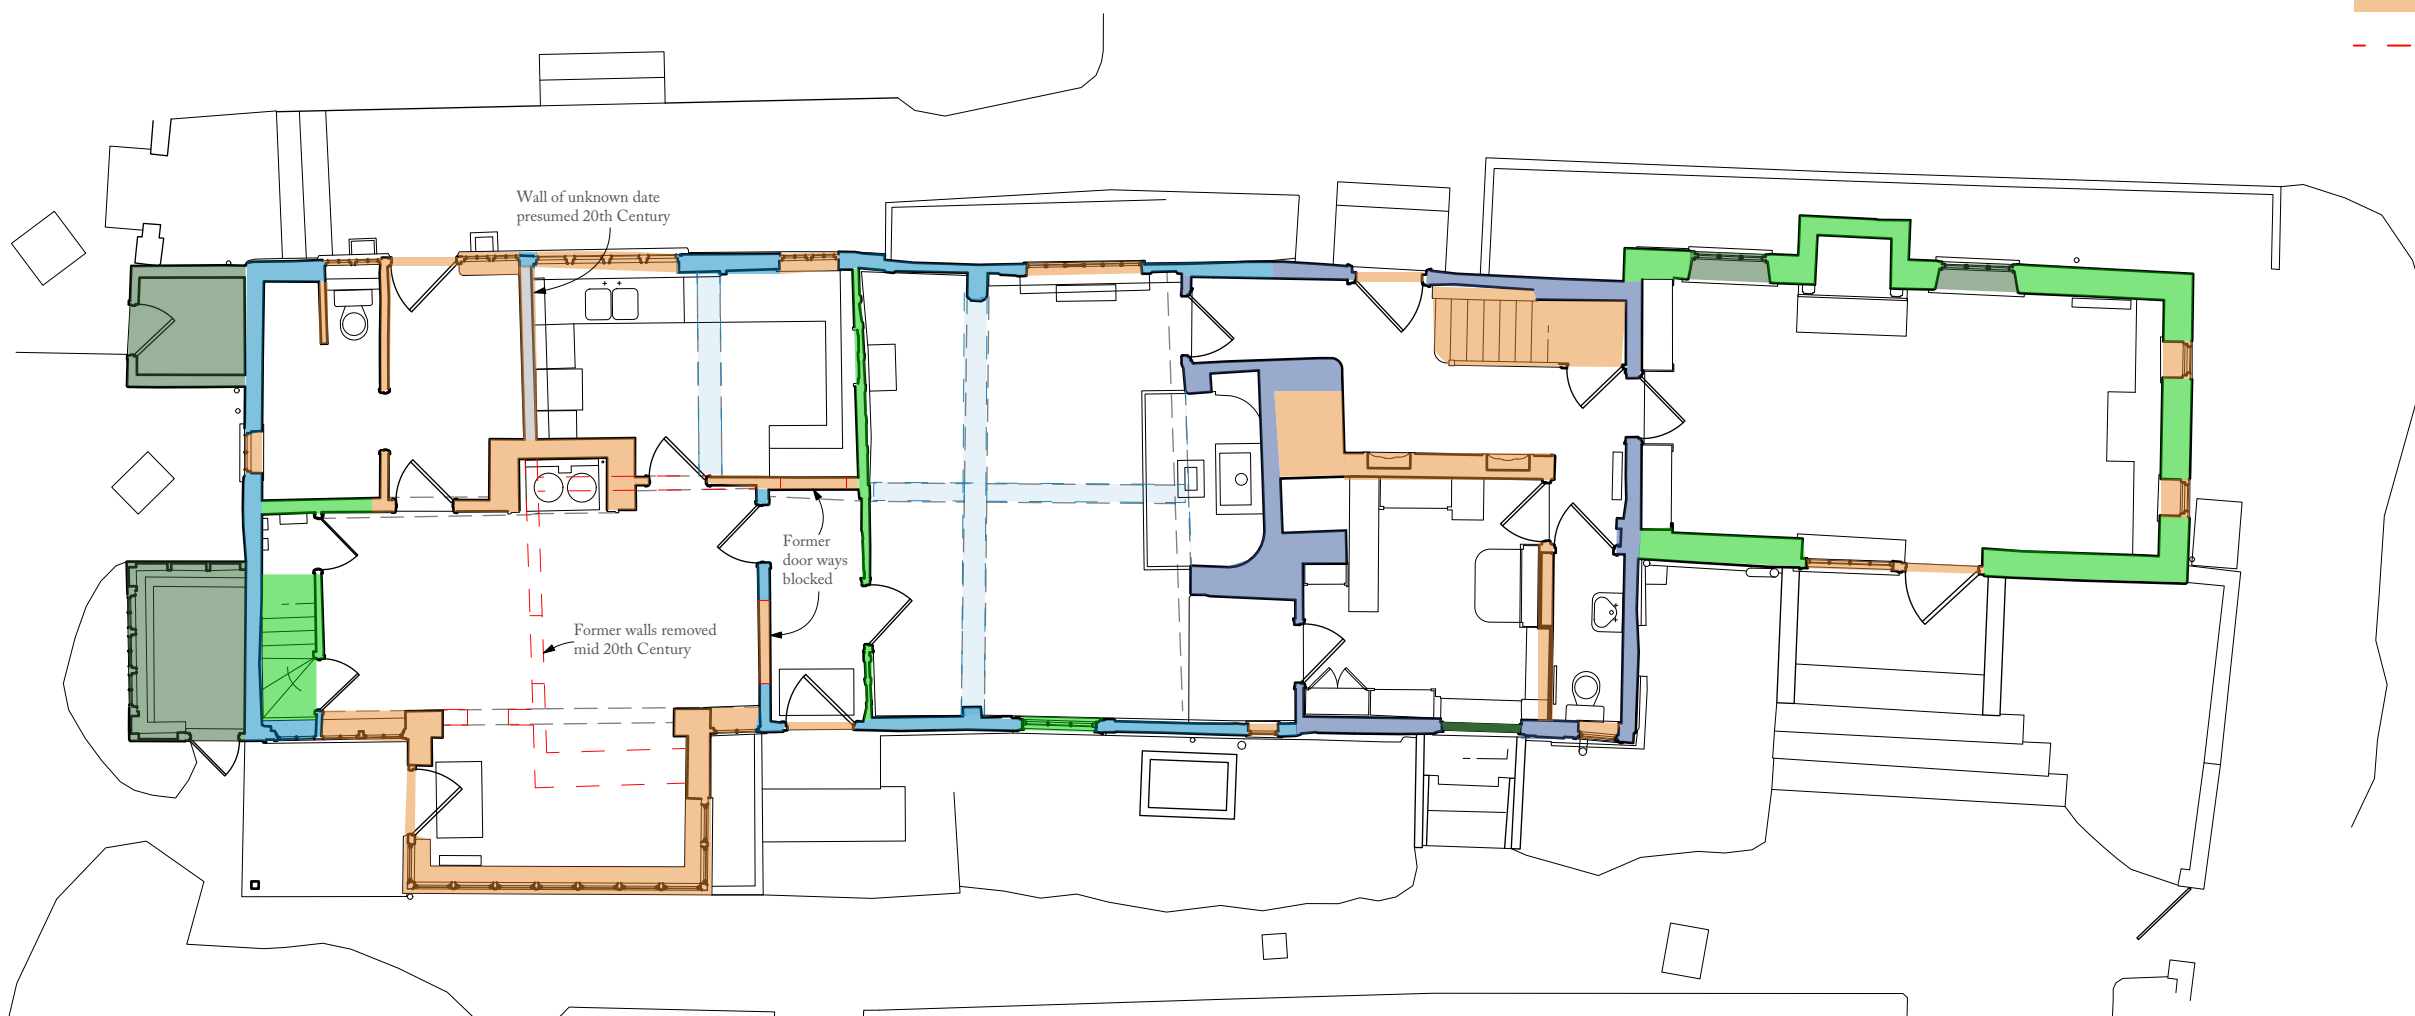 Wall of unknown date
presumed 20th Century
Former
door ways
blocked
Former walls removed
mid 20th Century